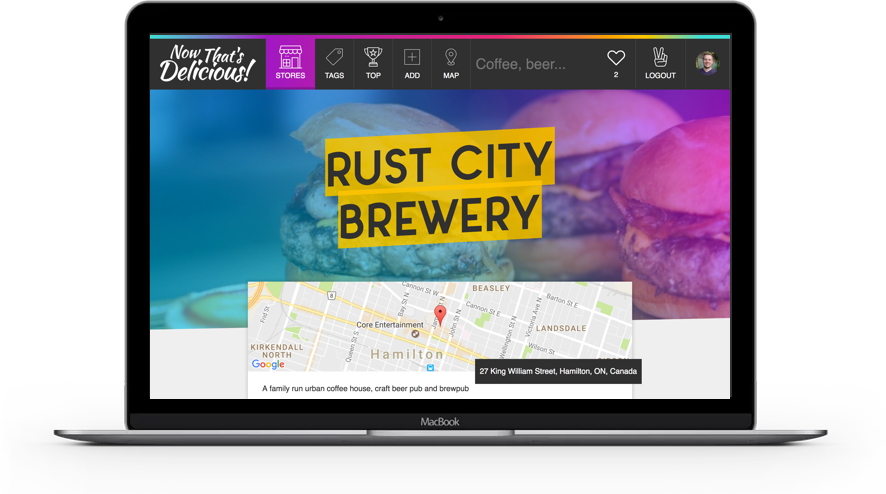 Now That's
Delicious!
STORES
TAGS
TOP
ADD
MAP
Coffee, beer...
2
LOGOUT
RUST CITY
BREWERY
Cannon St W
BEASLEY
Bay St N
Barton St E
8
Cannon St E
Victoria Ave N
Fnd St
Core Entertainment
John St N
LANDSDALE
Queen St S
Wellington St N
Wilson St
KIRKENDALL
NORTH
Hamilton
Google
27 King William Street, Hamilton, ON, Canada
A family run urban coffee house, craft beer pub and brewpub
MacBook